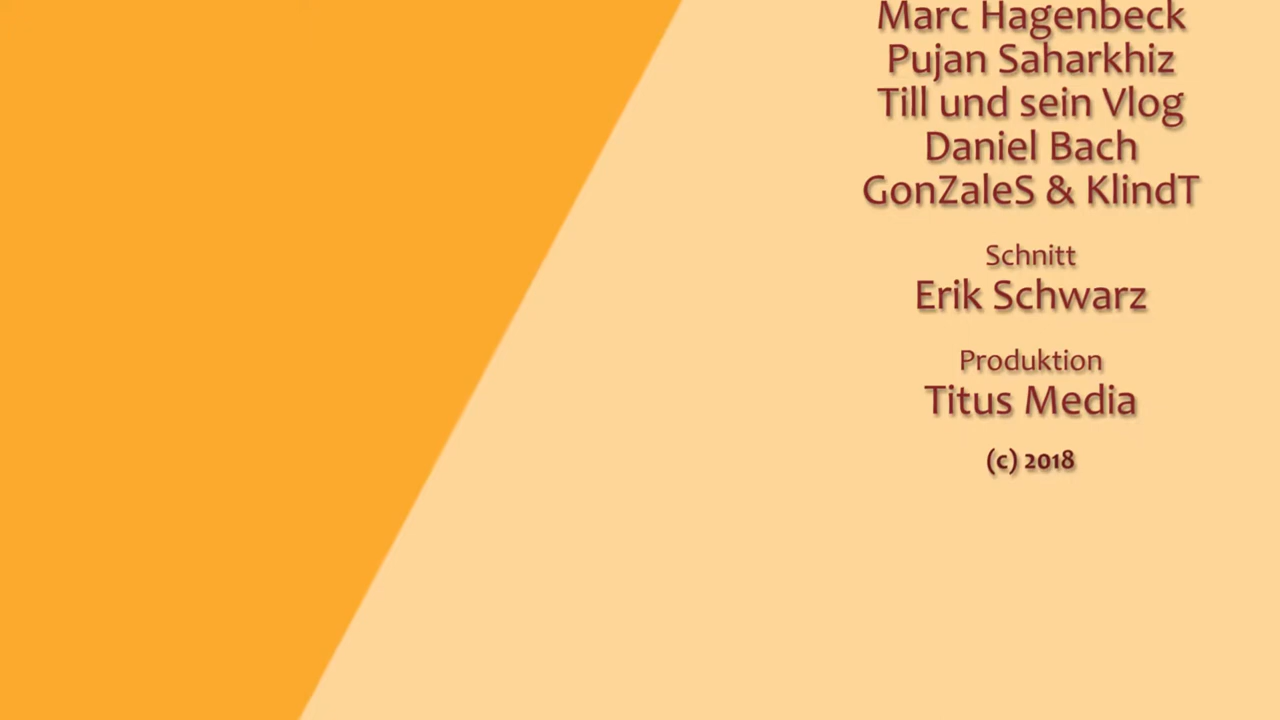 Marc Hagenbeck
Pujan Saharkhiz
Till und sein Vlog
Daniel Bach
GonZaleS & KlindT
Schnitt
Erik Schwarz
Produktion
Titus Media
(c) 2018